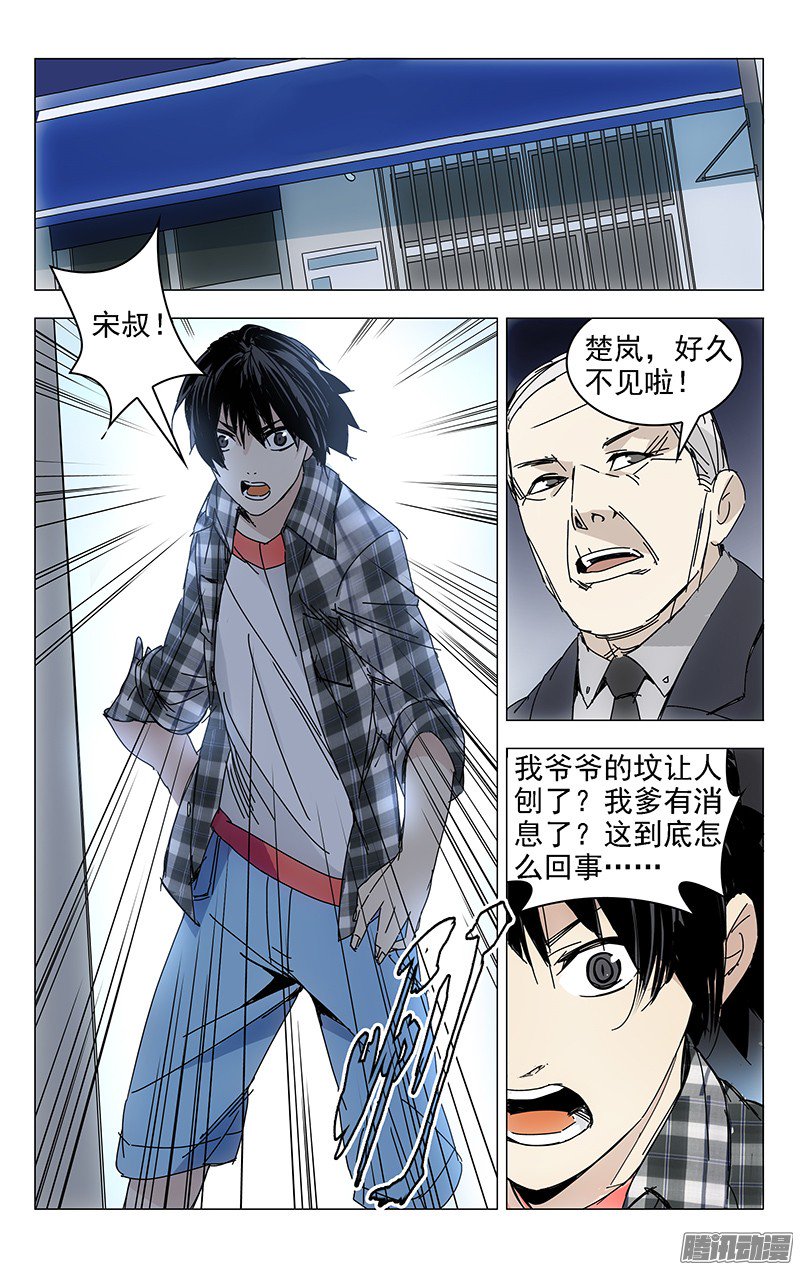 宋叔！
楚岚，好久
不见啦！
我爷爷的坟让人
刨了？我爹有消
息了？这到底怎
么回事……
腾讯动漫